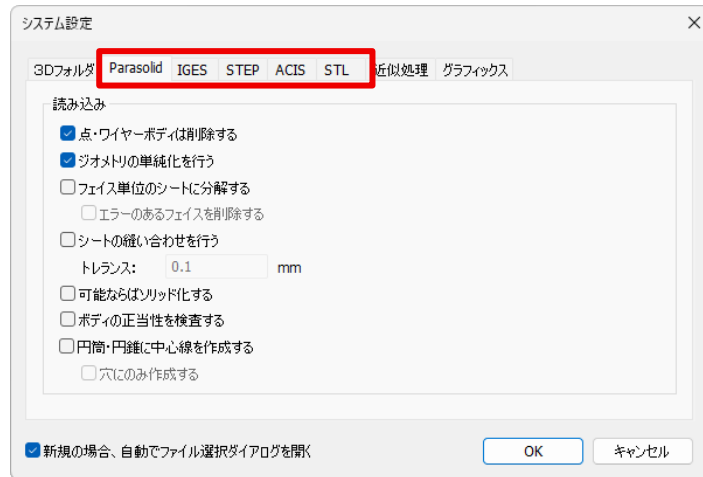 システム設定
3Dフォルダ Parasolid IGES STEP ACIS STL 近似処理 グラフィックス
読み込み
点・ワイヤーボディは削除する
ジオメトリの単純化を行う
フェイス単位のシートに分解する
エラーのあるフェイスを削除する
シートの縫い合わせを行う
トレランス: 0.1 mm
可能ならばソリッド化する
ボディの正当性を検査する
円筒・円錐に中心線を作成する
穴にのみ作成する
新規の場合、自動でファイル選択ダイアログを開く OK キャンセル